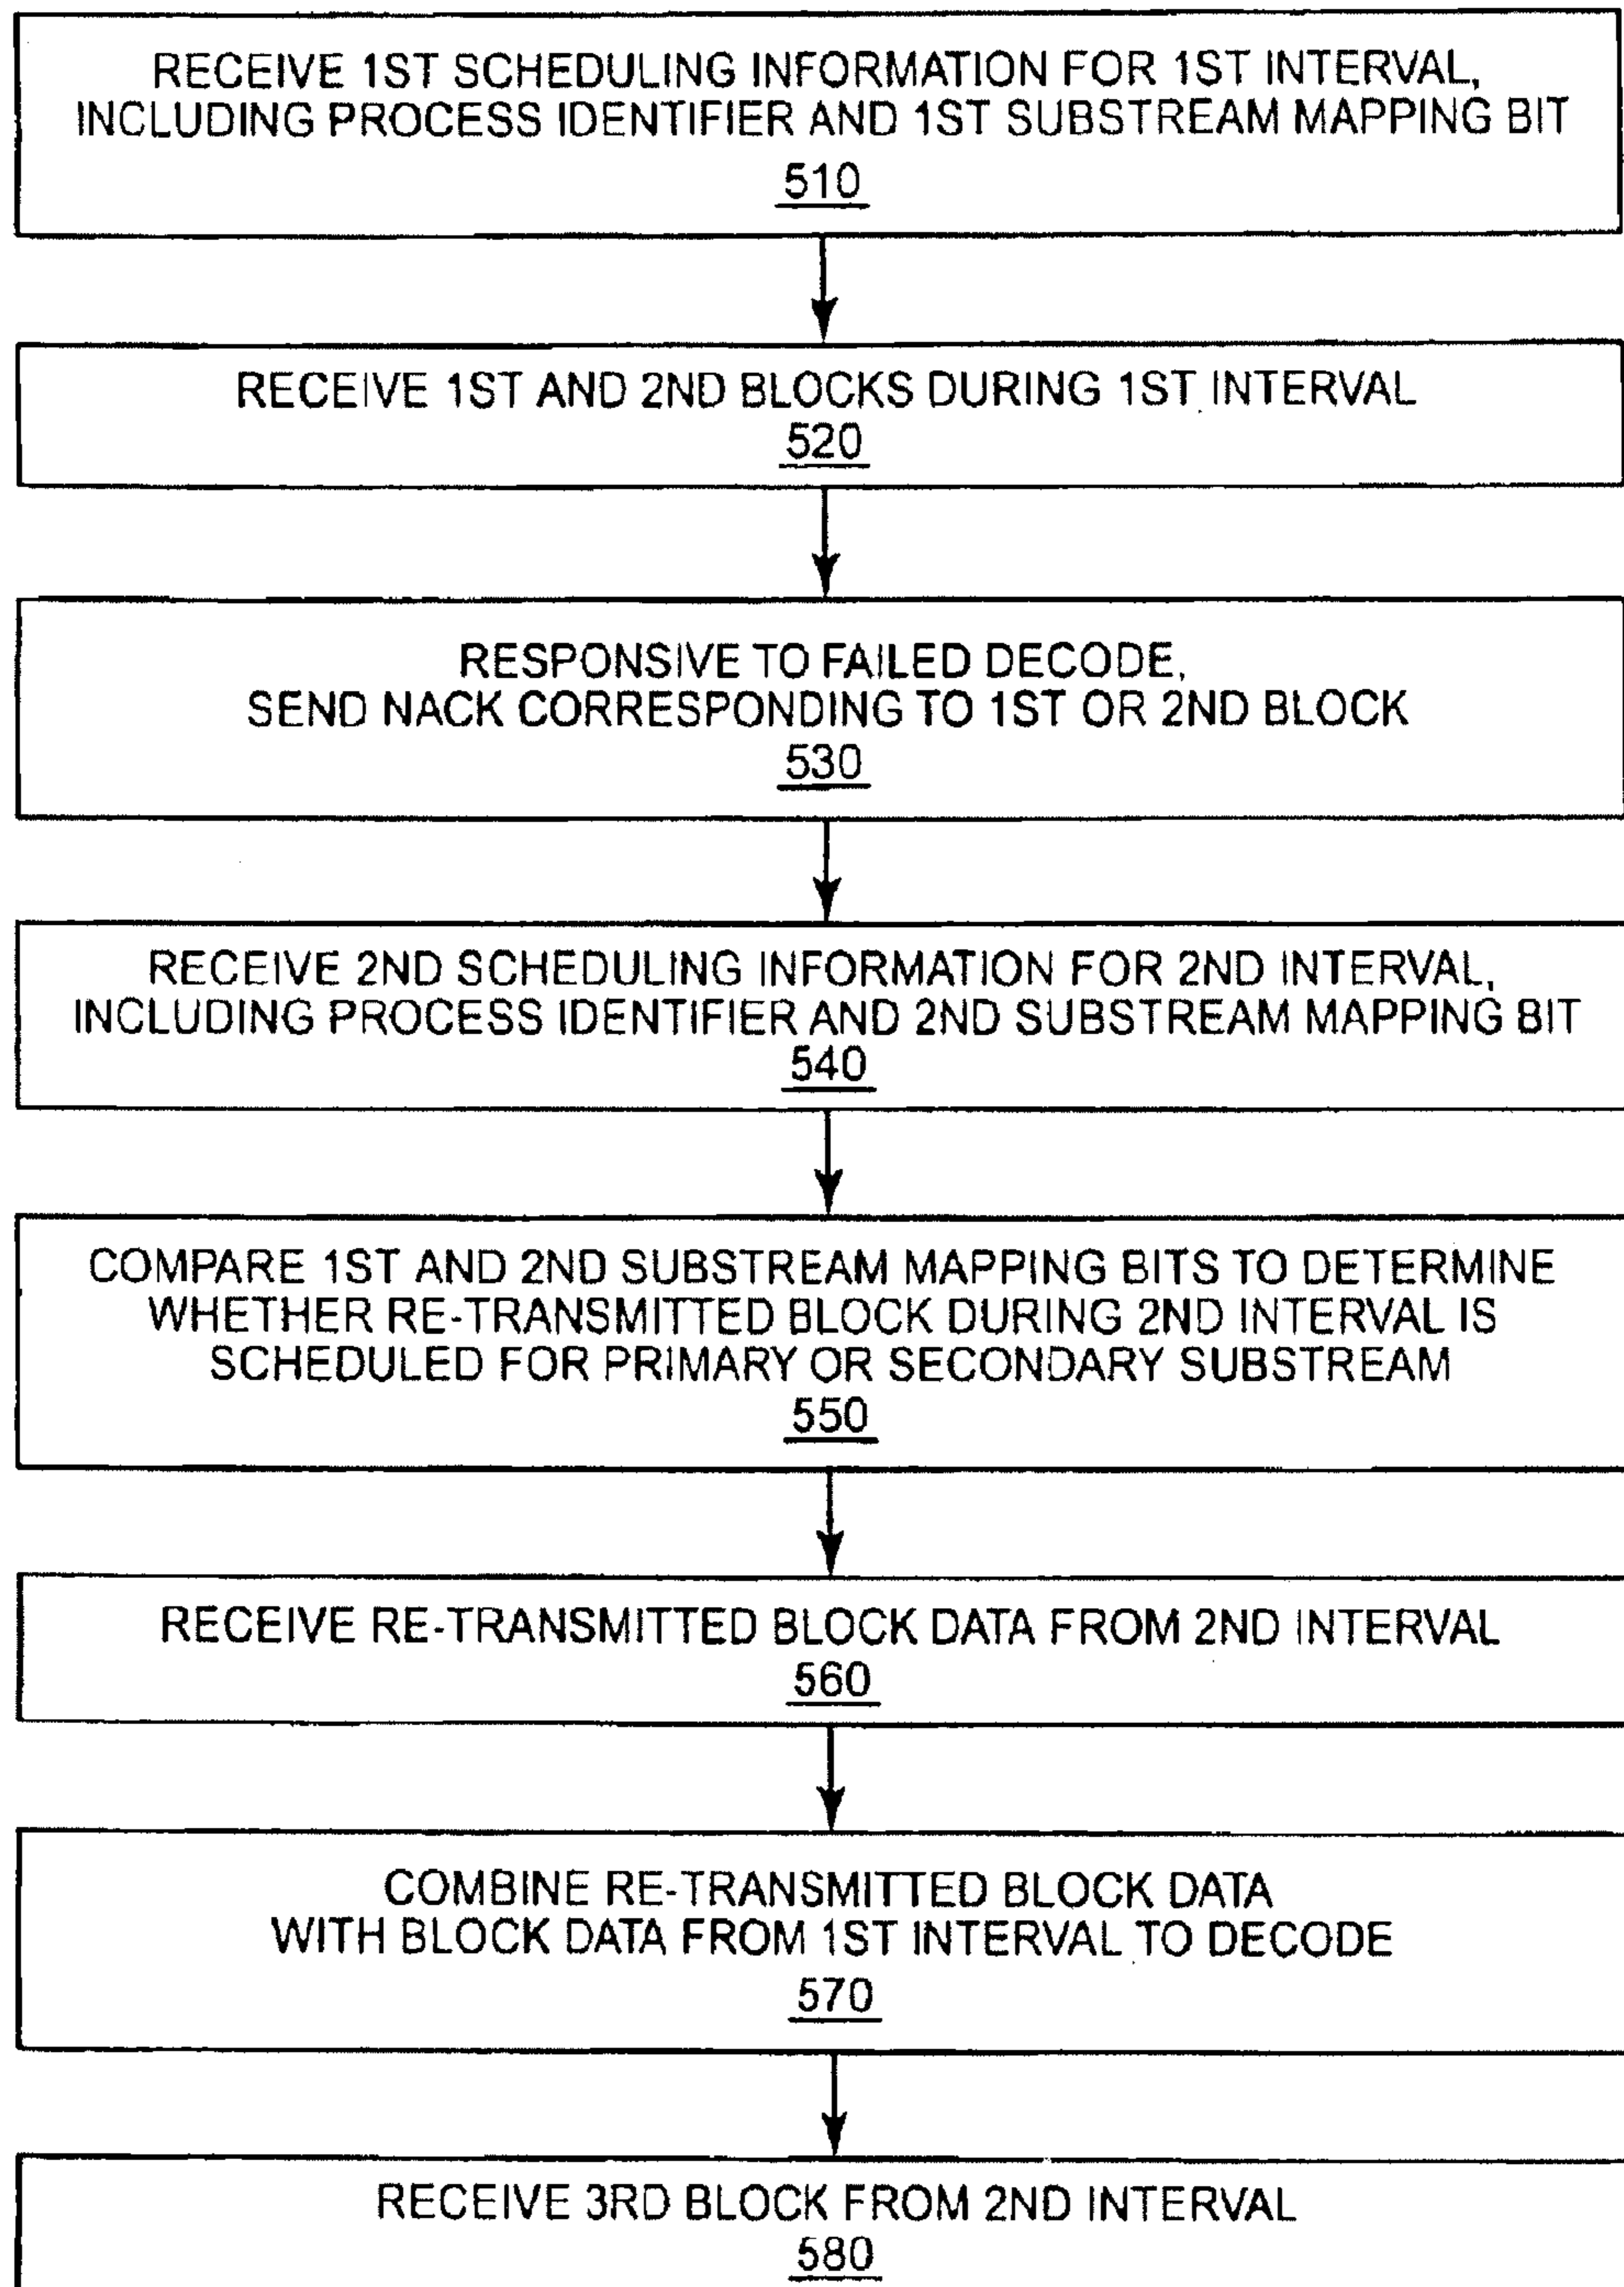 RECEIVE 1ST SCHEDULING INFORMATION FOR 1ST INTERVAL,
INCLUDING PROCESS IDENTIFIER AND 1ST SUBSTREAM MAPPING BIT
510
RECEIVE 1ST AND 2ND BLOCKS DURING 1ST INTERVAL
520
RESPONSIVE TO FAILED DECODE,
SEND NACK CORRESPONDING TO 1ST OR 2ND BLOCK
530
RECEIVE 2ND SCHEDULING INFORMATION FOR 2ND INTERVAL,
INCLUDING PROCESS IDENTIFIER AND 2ND SUBSTREAM MAPPING BIT
540
COMPARE 1ST AND 2ND SUBSTREAM MAPPING BITS TO DETERMINE
WHETHER RE-TRANSMITTED BLOCK DURING 2ND INTERVAL IS
SCHEDULED FOR PRIMARY OR SECONDARY SUBSTREAM
550
RECEIVE RE-TRANSMITTED BLOCK DATA FROM 2ND INTERVAL
560
COMBINE RE-TRANSMITTED BLOCK DATA
WITH BLOCK DATA FROM 1ST INTERVAL TO DECODE
570
RECEIVE 3RD BLOCK FROM 2ND INTERVAL
580